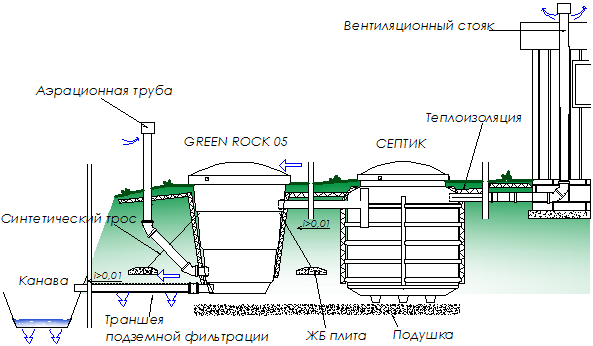 Вентиляционный стояк
Аэрационная труба
Теплоизоляция
GREEN ROCK 05
СЕПТИК
Синтетический трос
i>0,01
Канава
i>0,01
Траншея
подземной фильтрации
ЖБ плита
Подушка